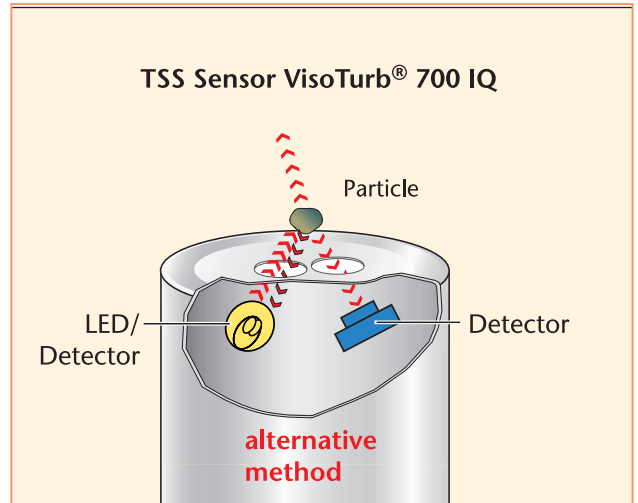 TSS Sensor VisoTurb® 700 IQ
Particle
LED/
Detector
Detector
alternative
method